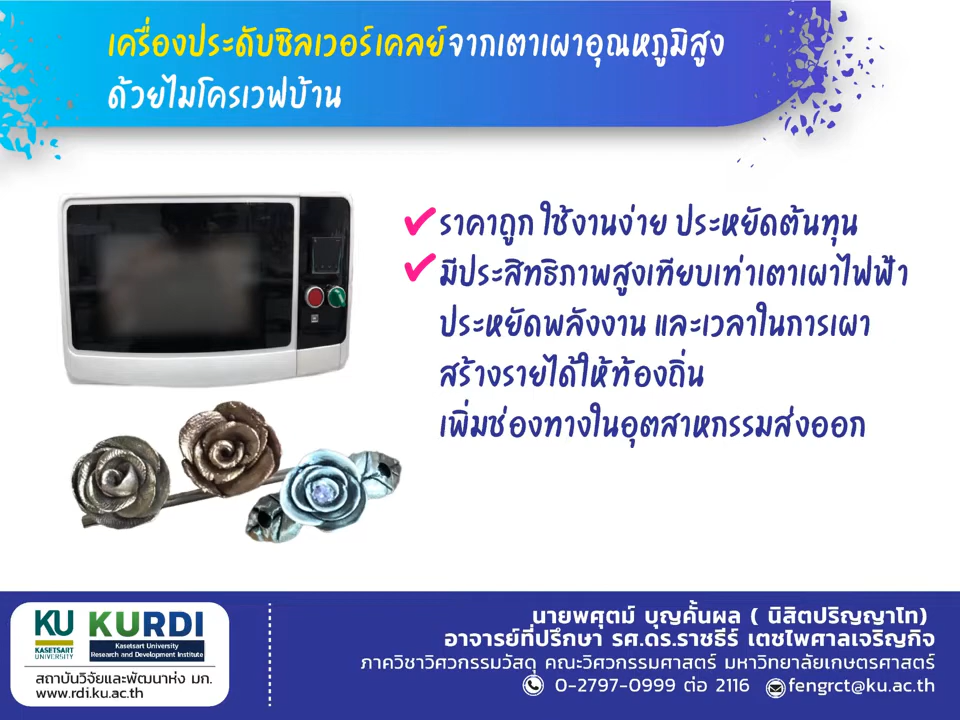 เครื่องประดับซิลเวอร์เคลย์จากเตาเผาอุณหภูมิสูง
ด้วยไมโครเวฟบ้าน
ราคาถูก ใช้งานง่าย ประหยัดต้นทุน
มีประสิทธิภาพสูงเทียบเท่าเตาเผาไฟฟ้า
ประหยัดพลังงาน และเวลาในการเผา
สร้างรายได้ให้ท้องถิ่น
เพิ่มช่องทางในอุตสาหกรรมส่งออก
KU
KASETSART
UNIVERSITY
KURDI
Kasetsart University
Research and Development Institute
สถาบันวิจัยและพัฒนาแห่ง มก.
www.rdi.ku.ac.th
นายพศุตม์ บุญคั้นผล ( นิสิตปริญญาโท)
อาจารย์ที่ปรึกษา รศ.ดร.ราชธีร์ เตชไพศาลเจริญกิจ
ภาควิชาวิศวกรรมวัสดุ คณะวิศวกรรมศาสตร์ มหาวิทยาลัยเกษตรศาสตร์
0-2797-0999 ต่อ 2116 fengrct@ku.ac.th